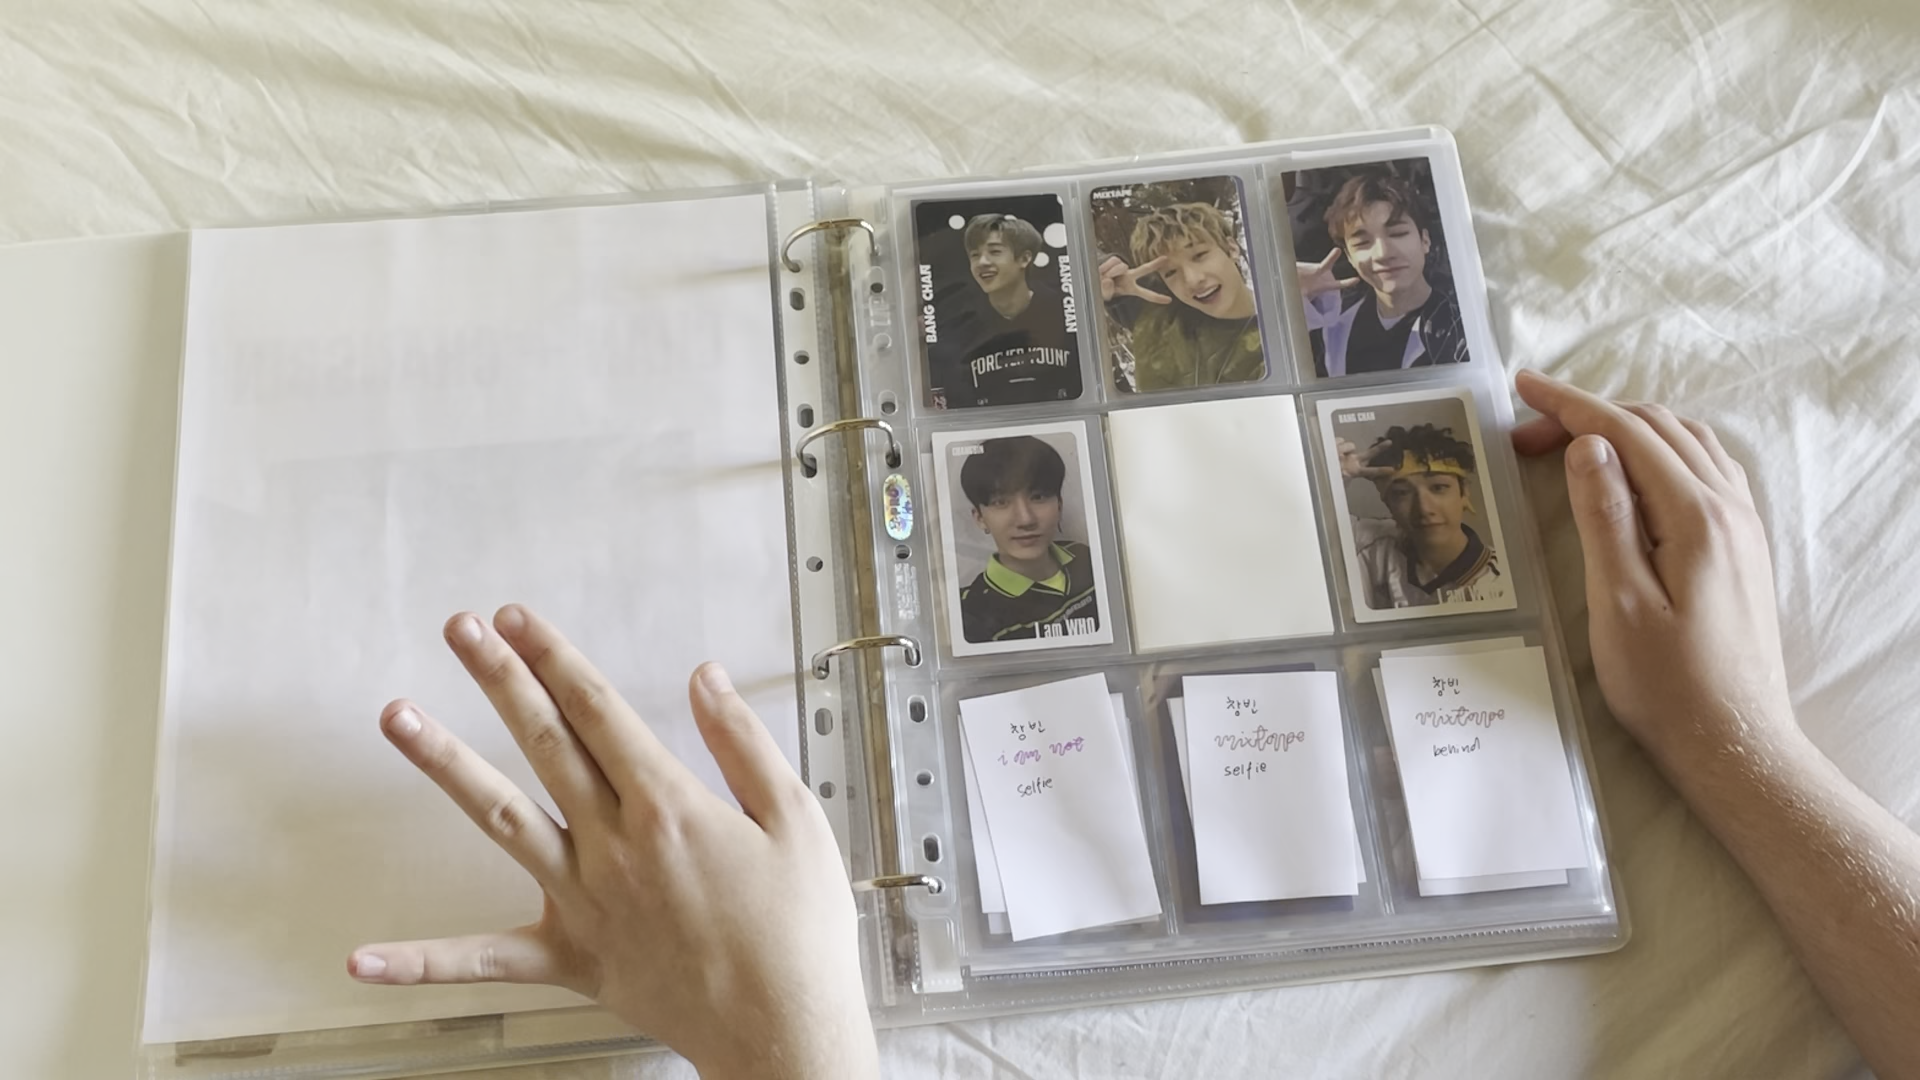 BANG CHAN
BANG CHAN
FOREVER YOUNG
MIXTAPE
CHANGBIN
I am WHO
BANG CHAN
I am
창빈
i am not
selfie
창빈
mixtape
selfie
창빈
mixtape
behind